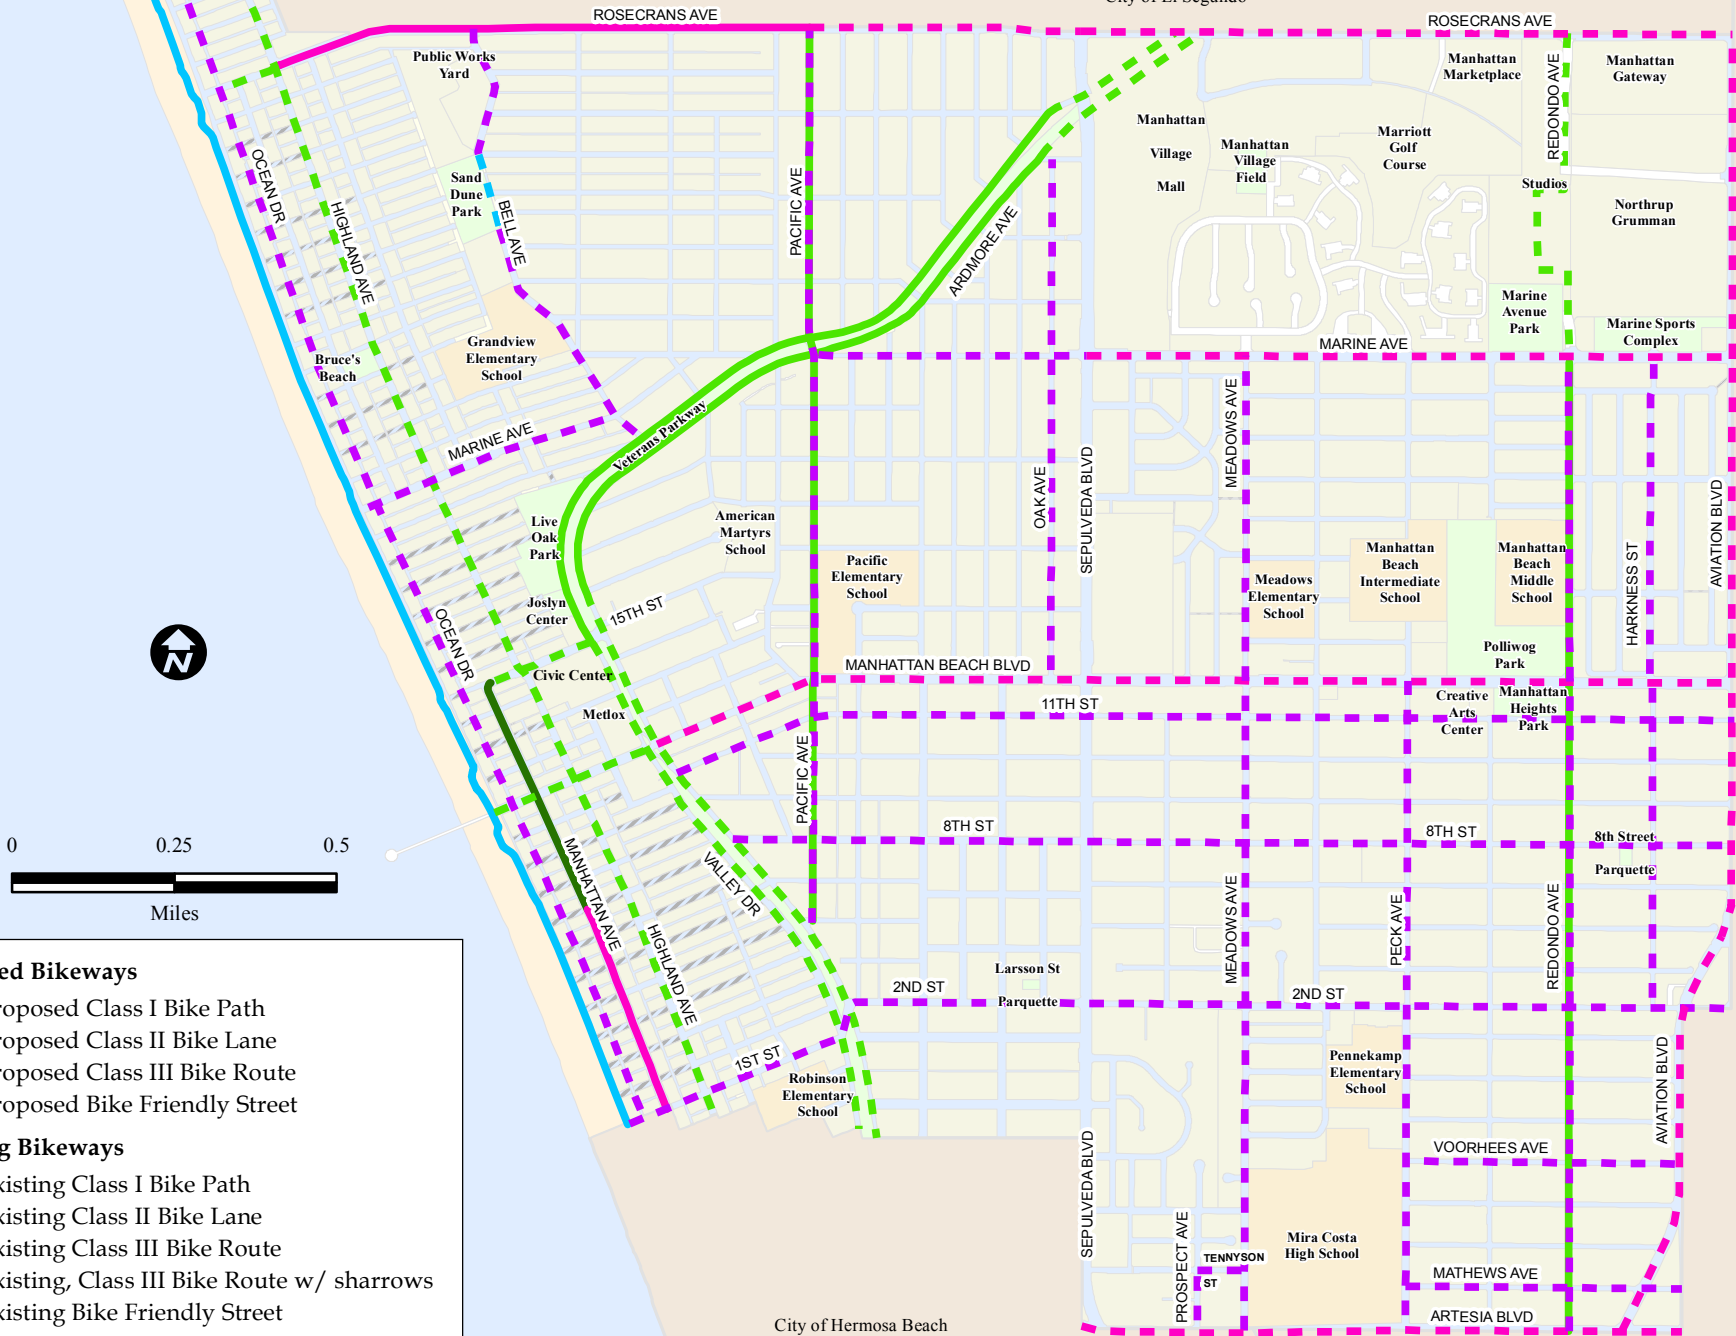 City of El Segundo
ROSECRANS AVE
ROSECRANS AVE
Public Works
Yard
Manhattan
Marketplace
REDONDO AVE
Manhattan
Gateway
Manhattan
Village
Mall
Manhattan
Village
Field
Marriott
Golf
Course
OCEAN DR
HIGHLAND AVE
Sand
Dune
Park
BELL AVE
PACIFIC AVE
ARDMORE AVE
Studios
Northrup
Grumman
Marine
Avenue
Park
Marine Sports
Complex
MARINE AVE
Bruce's
Beach
Grandview
Elementary
School
MARINE AVE
Veterans Parkway
MEADOWS AVE
OAK AVE
SEPULVEDA BLVD
AVIATION BLVD
HARKNESS ST
Live
Oak
Park
American
Martyrs
School
Pacific
Elementary
School
Meadows
Elementary
School
Manhattan
Beach
Intermediate
School
Manhattan
Beach
Middle
School
Joslyn
Center
15TH ST
OCEAN DR
Civic Center
Metlox
MANHATTAN BEACH BLVD
11TH ST
Polliwog
Park
Creative
Arts
Center
Manhattan
Heights
Park
N
PACIFIC AVE
8TH ST
8TH ST
8th Street
Parquette
MANHATTAN AVE
VALLEY DR
HIGHLAND AVE
MEADOWS AVE
PECK AVE
REDONDO AVE
0 0.25 0.5
Miles
2ND ST
Larsson St
Parquette
2ND ST
1ST ST
Robinson
Elementary
School
Pennekamp
Elementary
School
AVIATION BLVD
SEPULVEDA BLVD
VOORHEES AVE
PROSPECT AVE
TENNYSON
ST
Mira Costa
High School
MATHEWS AVE
ARTESIA BLVD
City of Hermosa Beach
ed Bikeways
roposed Class I Bike Path
roposed Class II Bike Lane
roposed Class III Bike Route
roposed Bike Friendly Street
g Bikeways
xisting Class I Bike Path
xisting Class II Bike Lane
xisting Class III Bike Route
xisting, Class III Bike Route w/ sharrows
xisting Bike Friendly Street